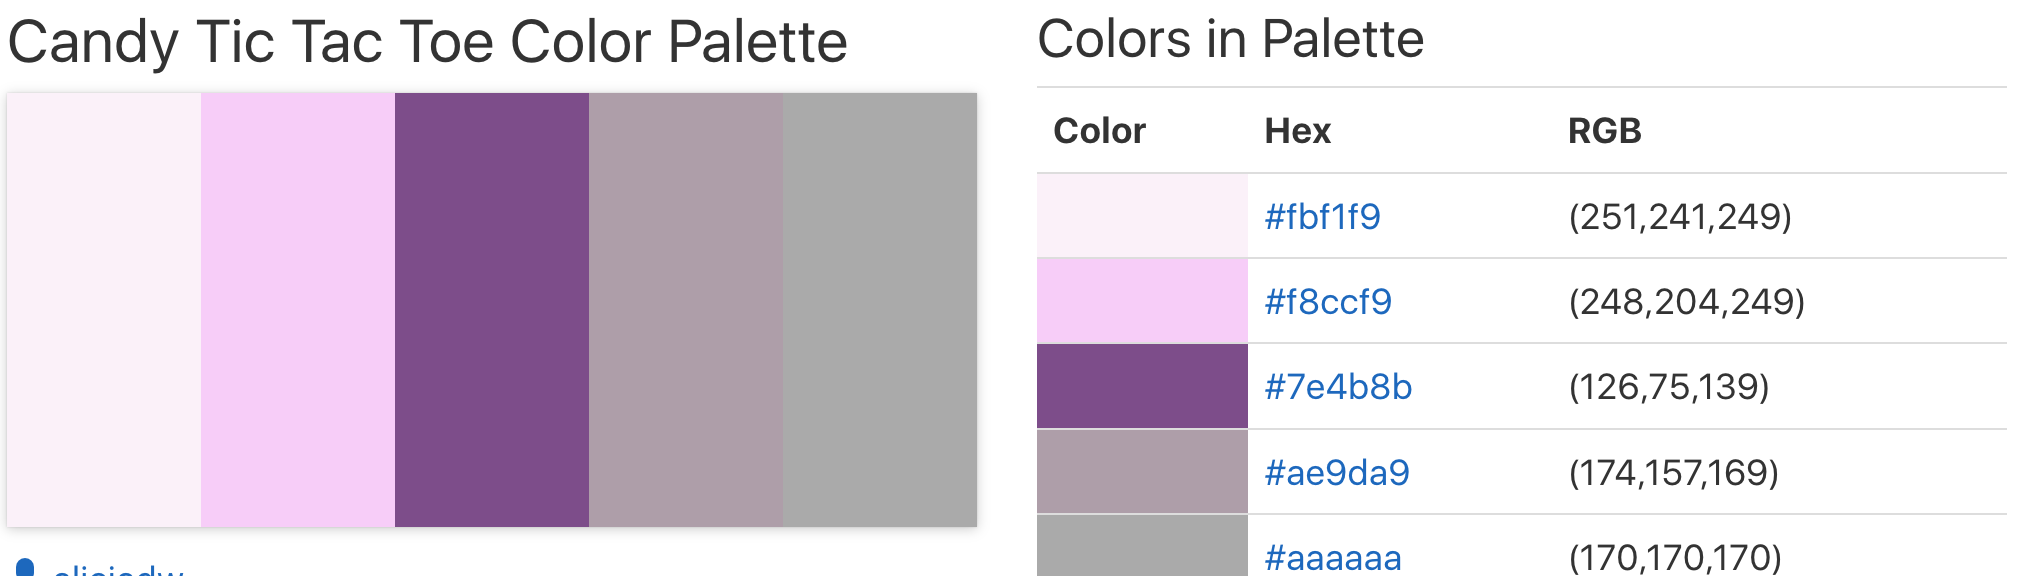 Candy Tic Tac Toe Color Palette
Colors in Palette
Color Hex RGB
#fbf1f9 (251,241,249)
#f8ccf9 (248,204,249)
#7e4b8b (126,75,139)
#ae9da9 (174,157,169)
#aaaaaa (170,170,170)